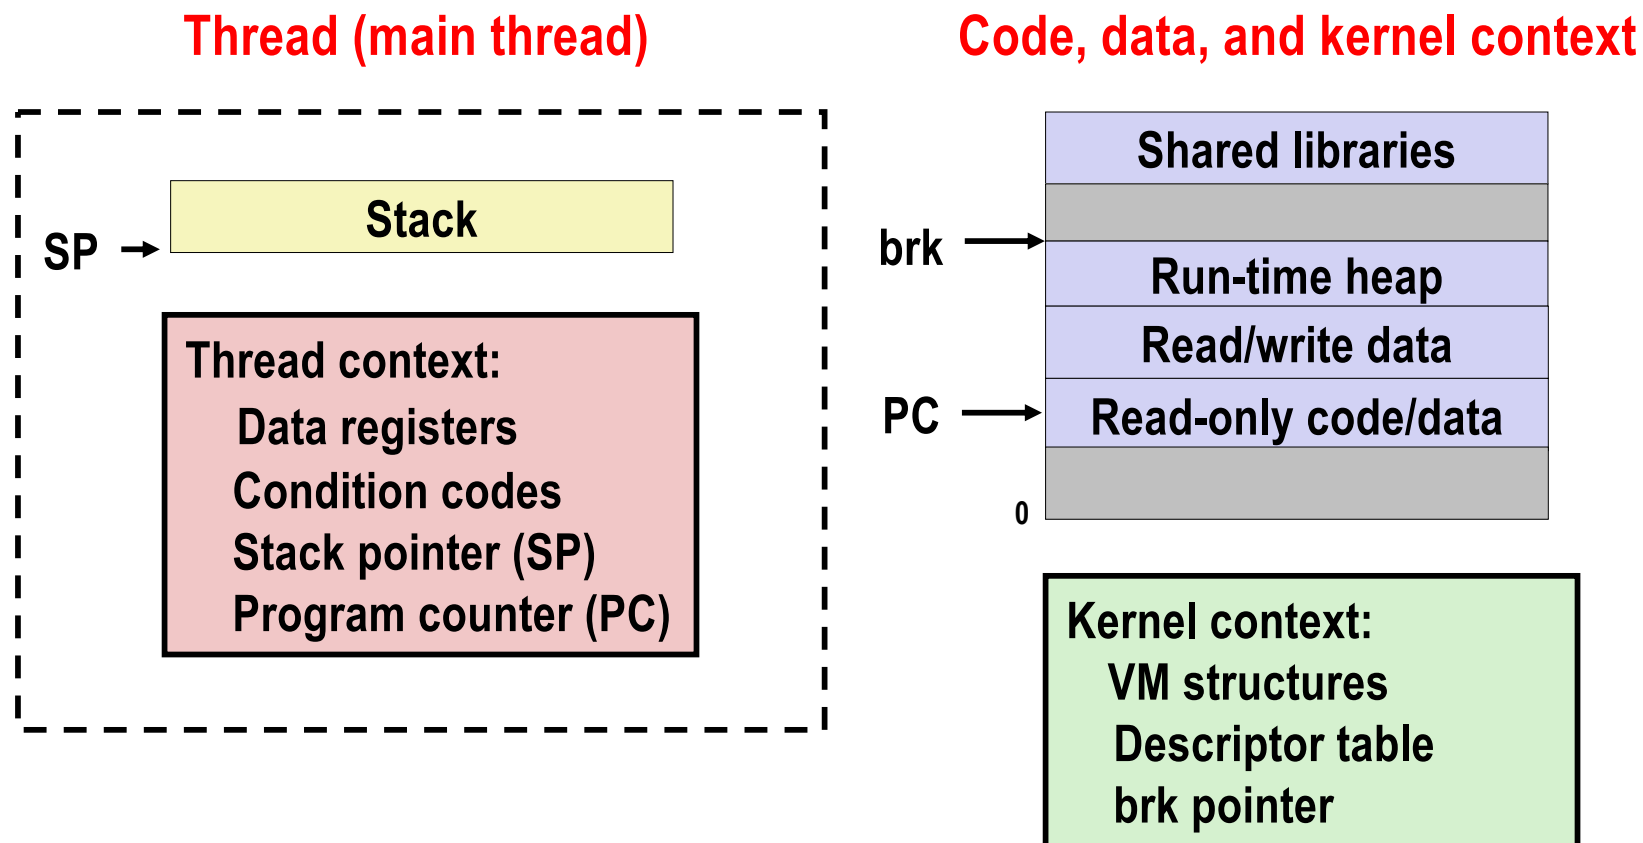 Thread (main thread)
Stack
SP
Thread context:
Data registers
Condition codes
Stack pointer (SP)
Program counter (PC)
Code, data, and kernel context
Shared libraries
brk
Run-time heap
Read/write data
PC
Read-only code/data
0
Kernel context:
VM structures
Descriptor table
brk pointer